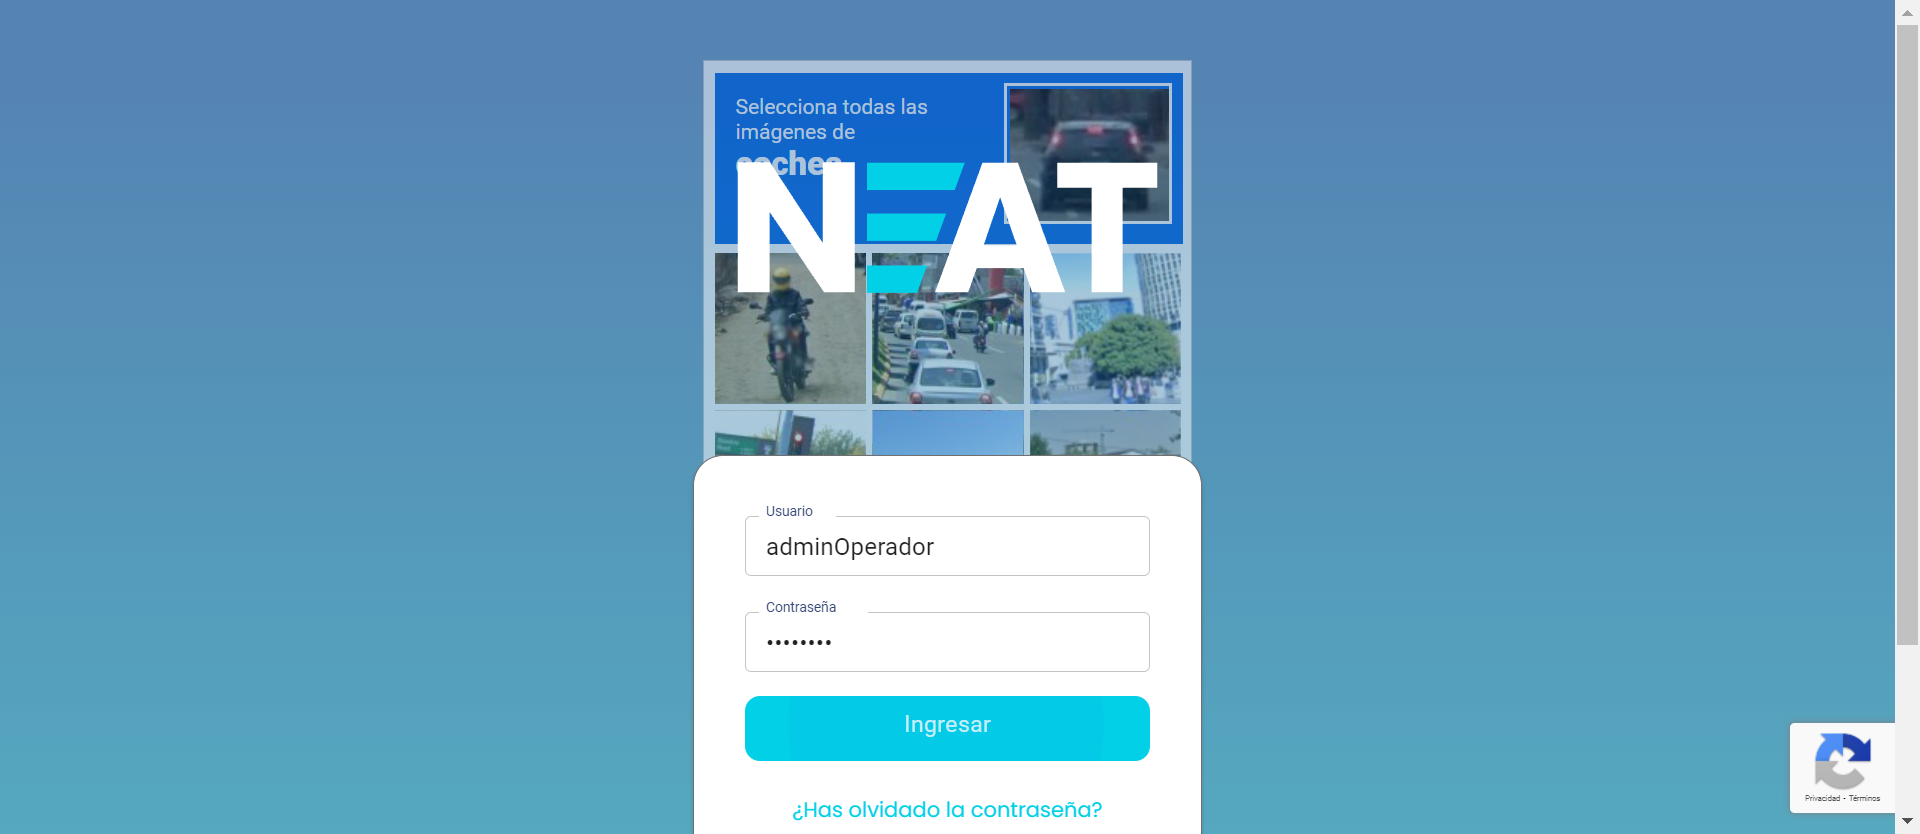 Selecciona todas las
imágenes de
coches
NEAT
Usuario
adminOperador
Contraseña
••••••••
Ingresar
¿Has olvidado la contraseña?
Privacidad - Términos